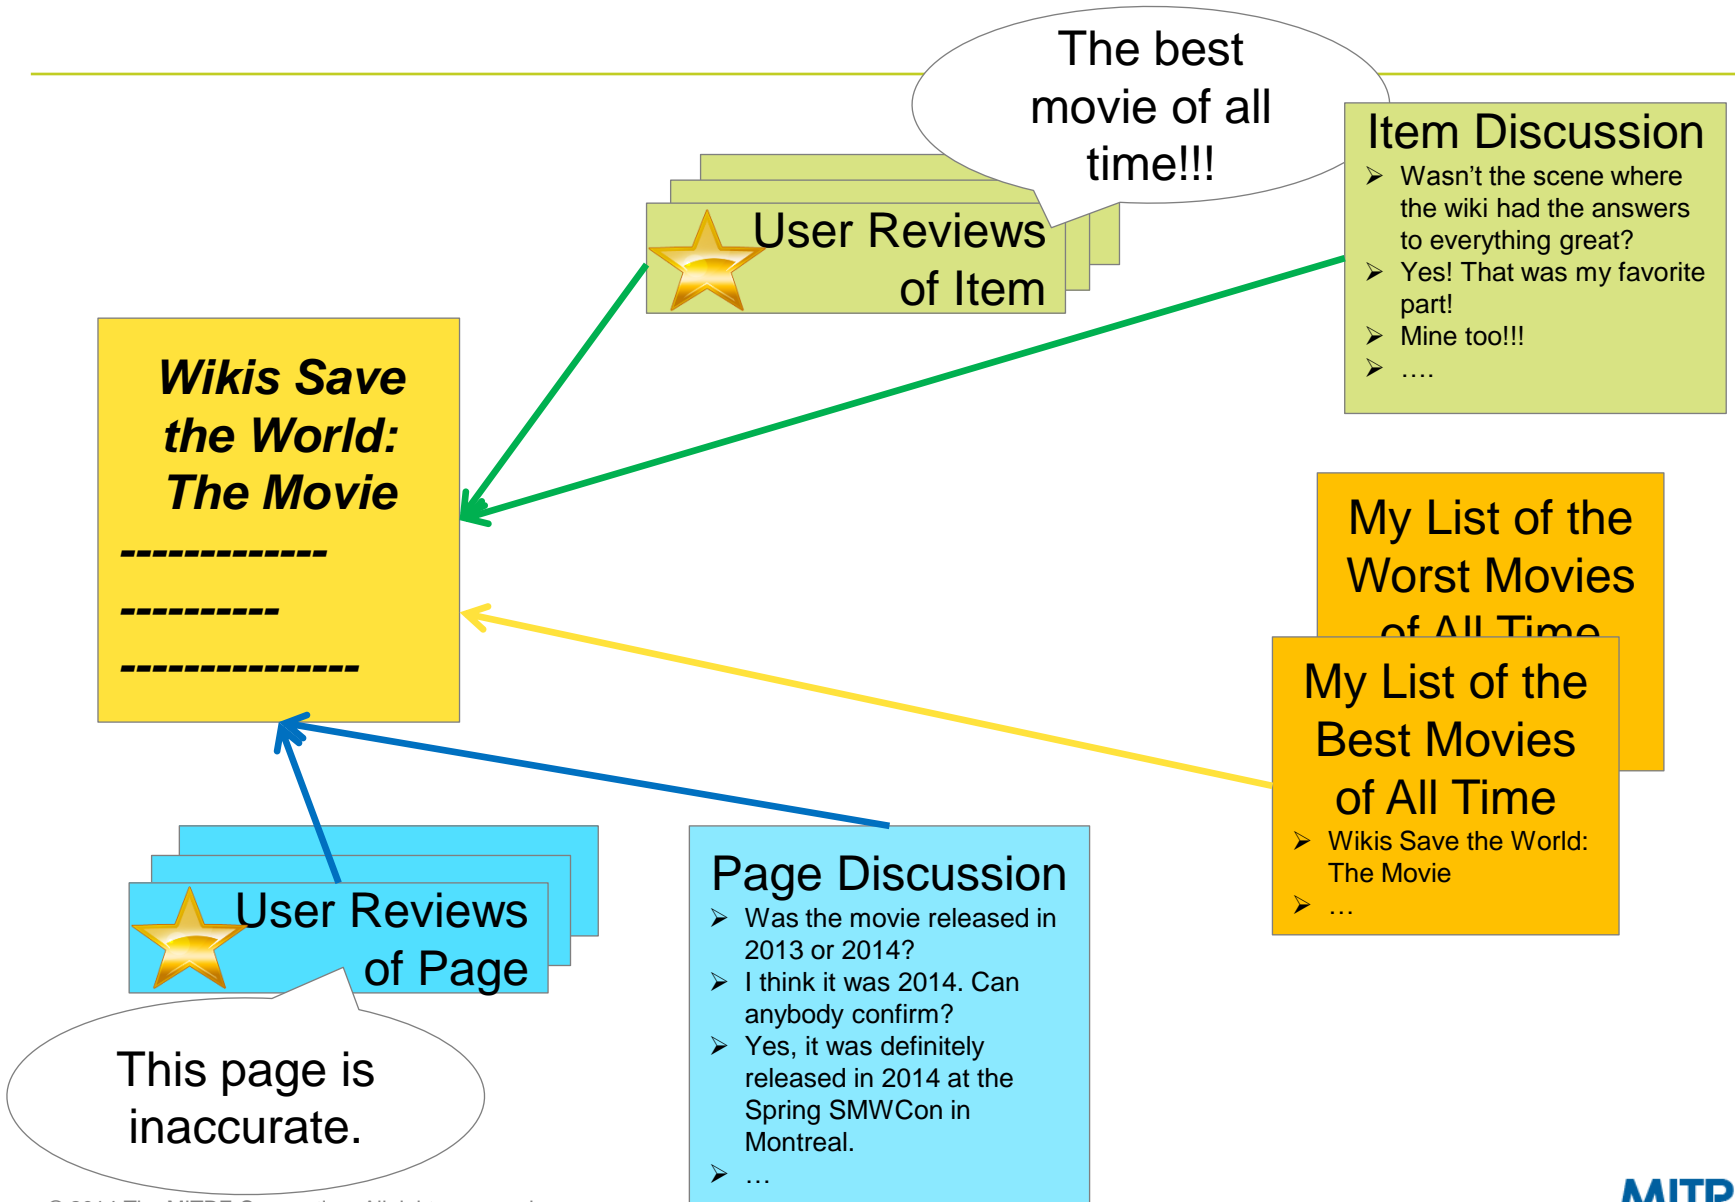 The best
movie of all
time!!!
Item Discussion
➢ Wasn't the scene where
the wiki had the answers
to everything great?
➢ Yes! That was my favorite
part!
➢ Mine too!!!
➢ ….
User Reviews
of Item
Wikis Save
the World:
The Movie
-------------
----------
---------------
My List of the
Worst Movies
of All Time
My List of the
Best Movies
of All Time
➢ Wikis Save the World:
The Movie
➢ …
User Reviews
of Page
This page is
inaccurate.
Page Discussion
➢ Was the movie released in
2013 or 2014?
➢ I think it was 2014. Can
anybody confirm?
➢ Yes, it was definitely
released in 2014 at the
Spring SMWCon in
Montreal.
➢ …